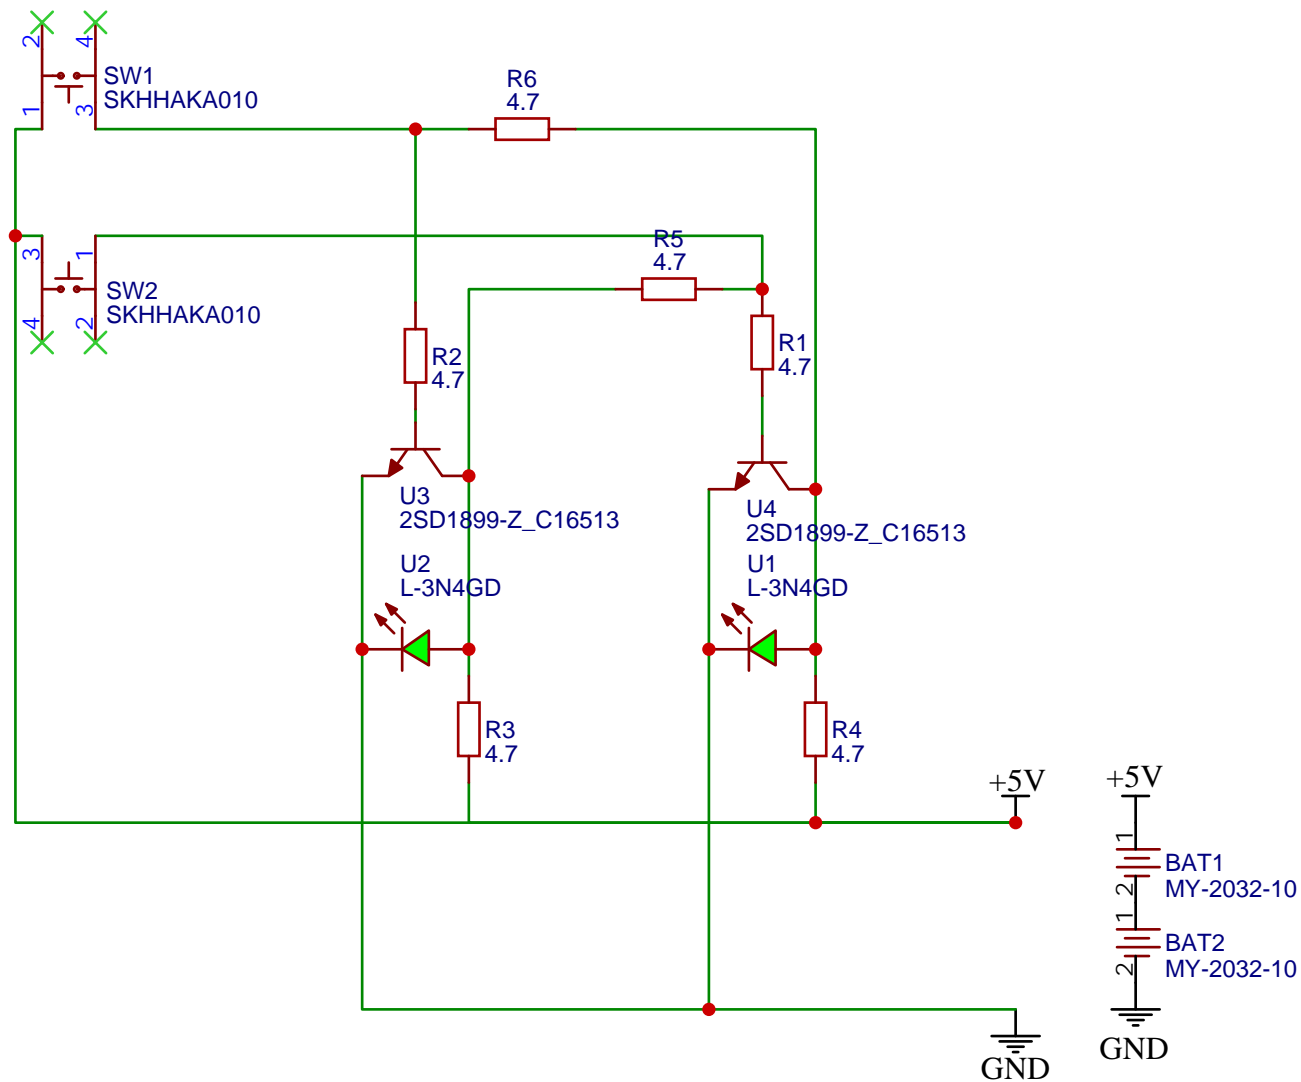 2
4
SW1
SKHHAKA010
1
3
R6
4.7
3
1
SW2
SKHHAKA010
4
2
R5
4.7
R2
4.7
R1
4.7
U3
2SD1899-Z_C16513
U4
2SD1899-Z_C16513
U2
L-3N4GD
U1
L-3N4GD
R3
4.7
R4
4.7
+5V
+5V
1
BAT1
2
MY-2032-10
1
BAT2
2
MY-2032-10
GND
GND